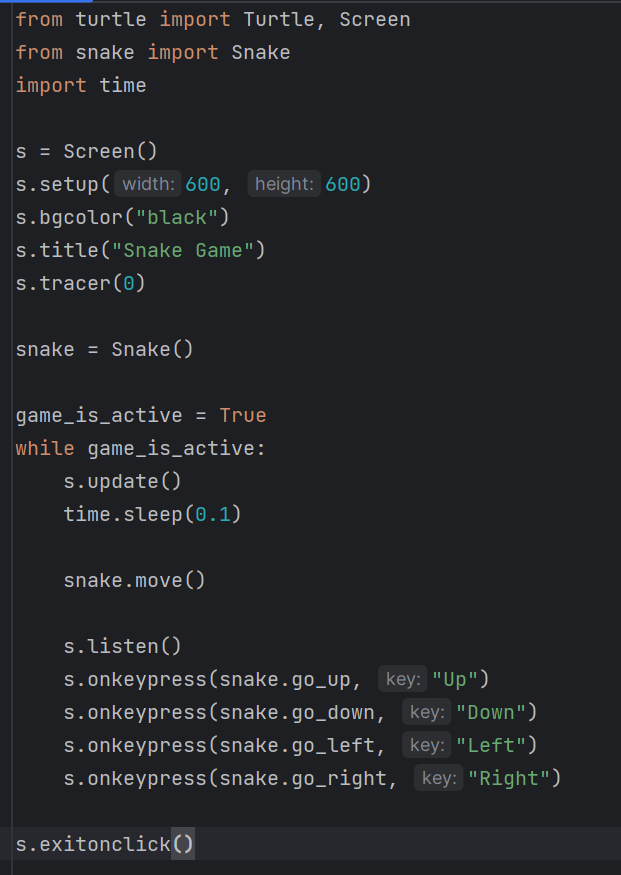 from turtle import Turtle, Screen
from snake import Snake
import time
s = Screen()
s.setup( width: 600, height: 600)
s.bgcolor("black")
s.title("Snake Game")
s.tracer(0)
snake = Snake()
game_is_active = True
while game_is_active:
    s.update()
    time.sleep(0.1)
    snake.move()
    s.listen()
    s.onkeypress(snake.go_up, key: "Up")
    s.onkeypress(snake.go_down, key: "Down")
    s.onkeypress(snake.go_left, key: "Left")
    s.onkeypress(snake.go_right, key: "Right")
s.exitonclick()